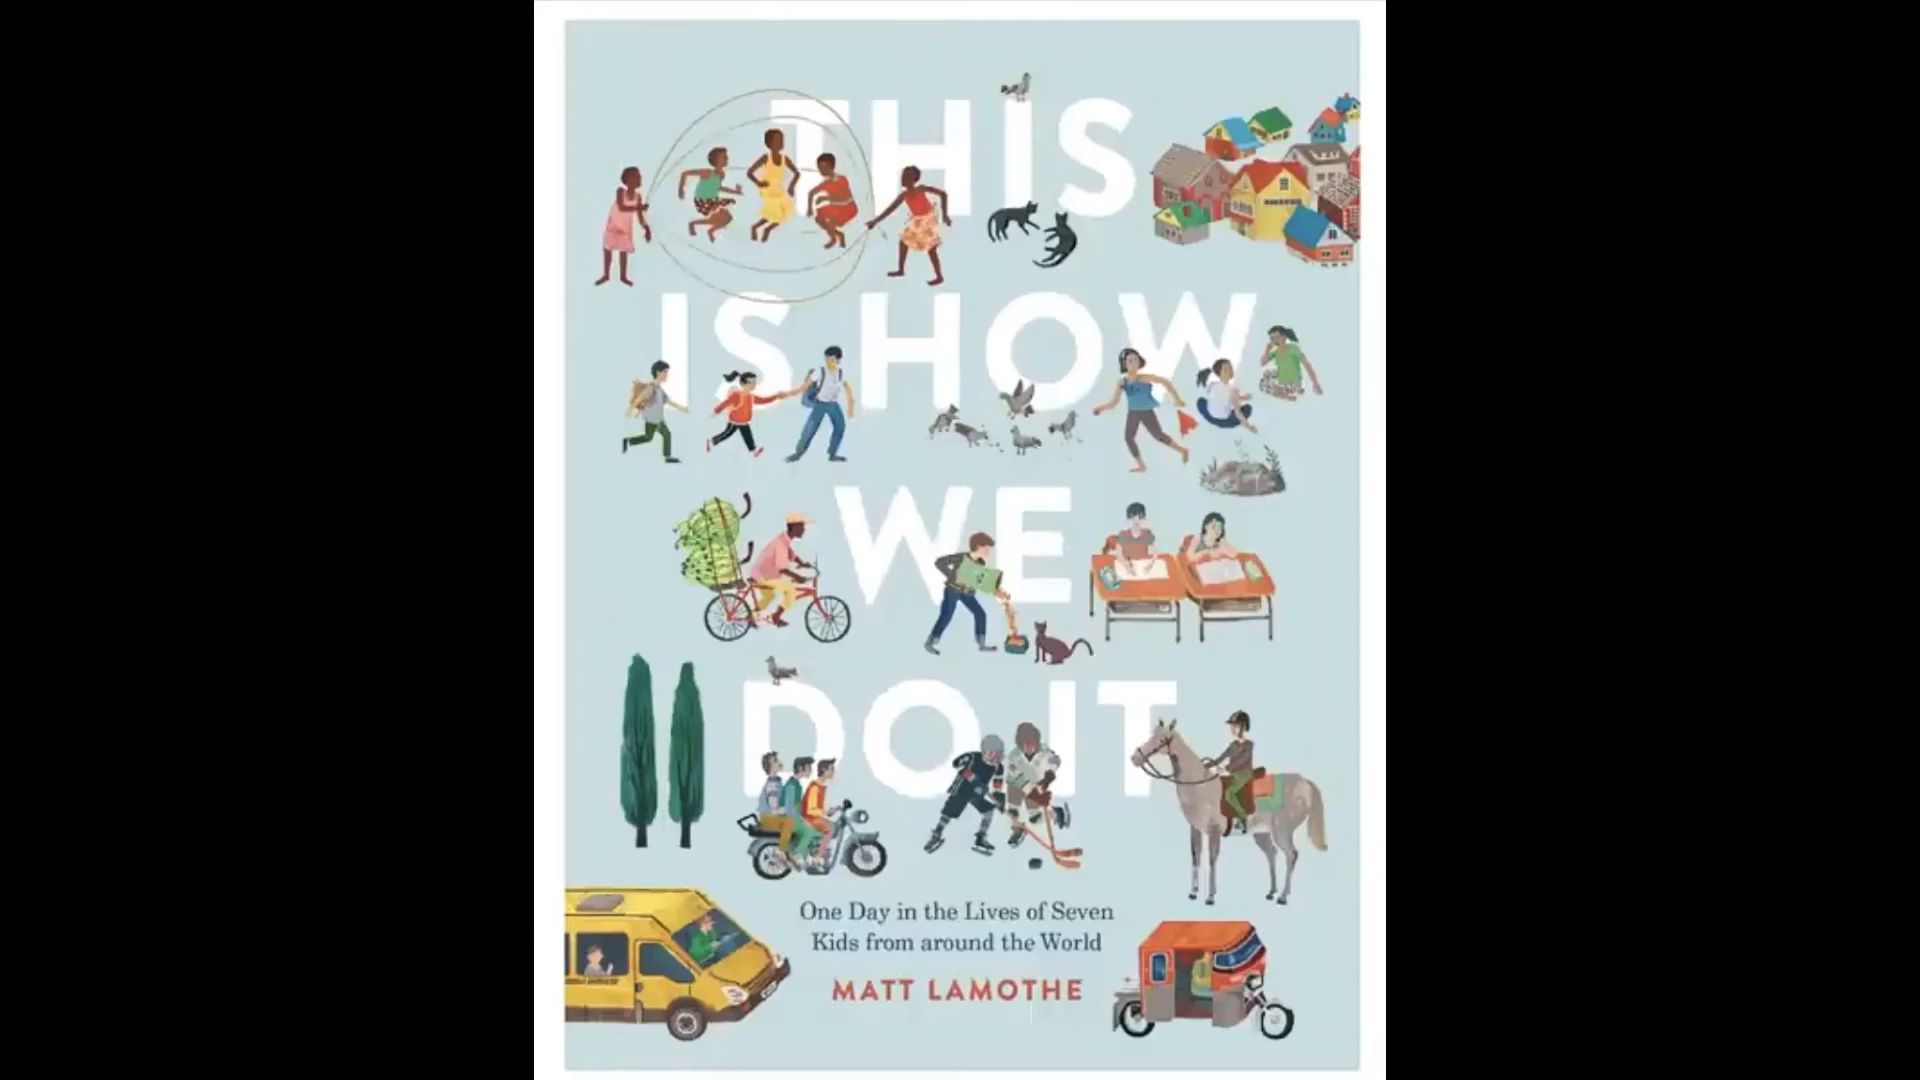 THIS
IS HOW
WE
DO IT
One Day in the Lives of Seven
Kids from around the World
MATT LAMOTHE